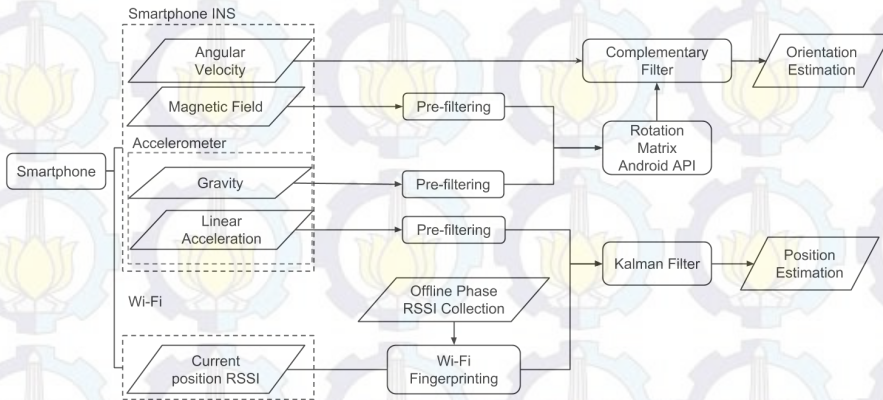 Smartphone INS
Angular
Velocity
Complementary
Filter
Orientation
Estimation
Magnetic Field
Pre-filtering
Rotation
Matrix
Android API
Accelerometer
Smartphone
Gravity
Pre-filtering
Linear
Acceleration
Pre-filtering
Kalman Filter
Position
Estimation
Offline Phase
RSSI Collection
Wi-Fi
Current
position RSSI
Wi-Fi
Fingerprinting